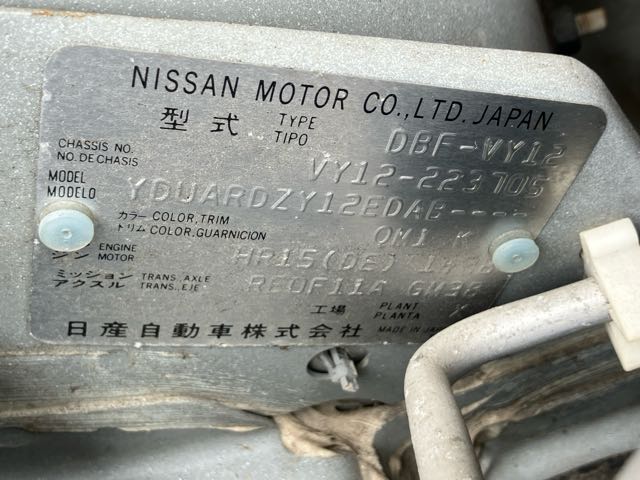 NISSAN MOTOR CO., LTD. JAPAN
型式 TYPE TIPO DBF-VY12
CHASSIS NO. NO. DE CHASIS VY12-223705
MODEL MODELO YDUARDZY12EDAB----
カラー COLOR, TRIM
トリム COLOR, GUARNICION QM1 K
ENGINE MOTOR HR15(DE)
ミッション TRANS., AXLE
アクスル TRANS., EJE RE0F11A GM38
工場 PLANT PLANTA
日産自動車株式会社 MADE IN